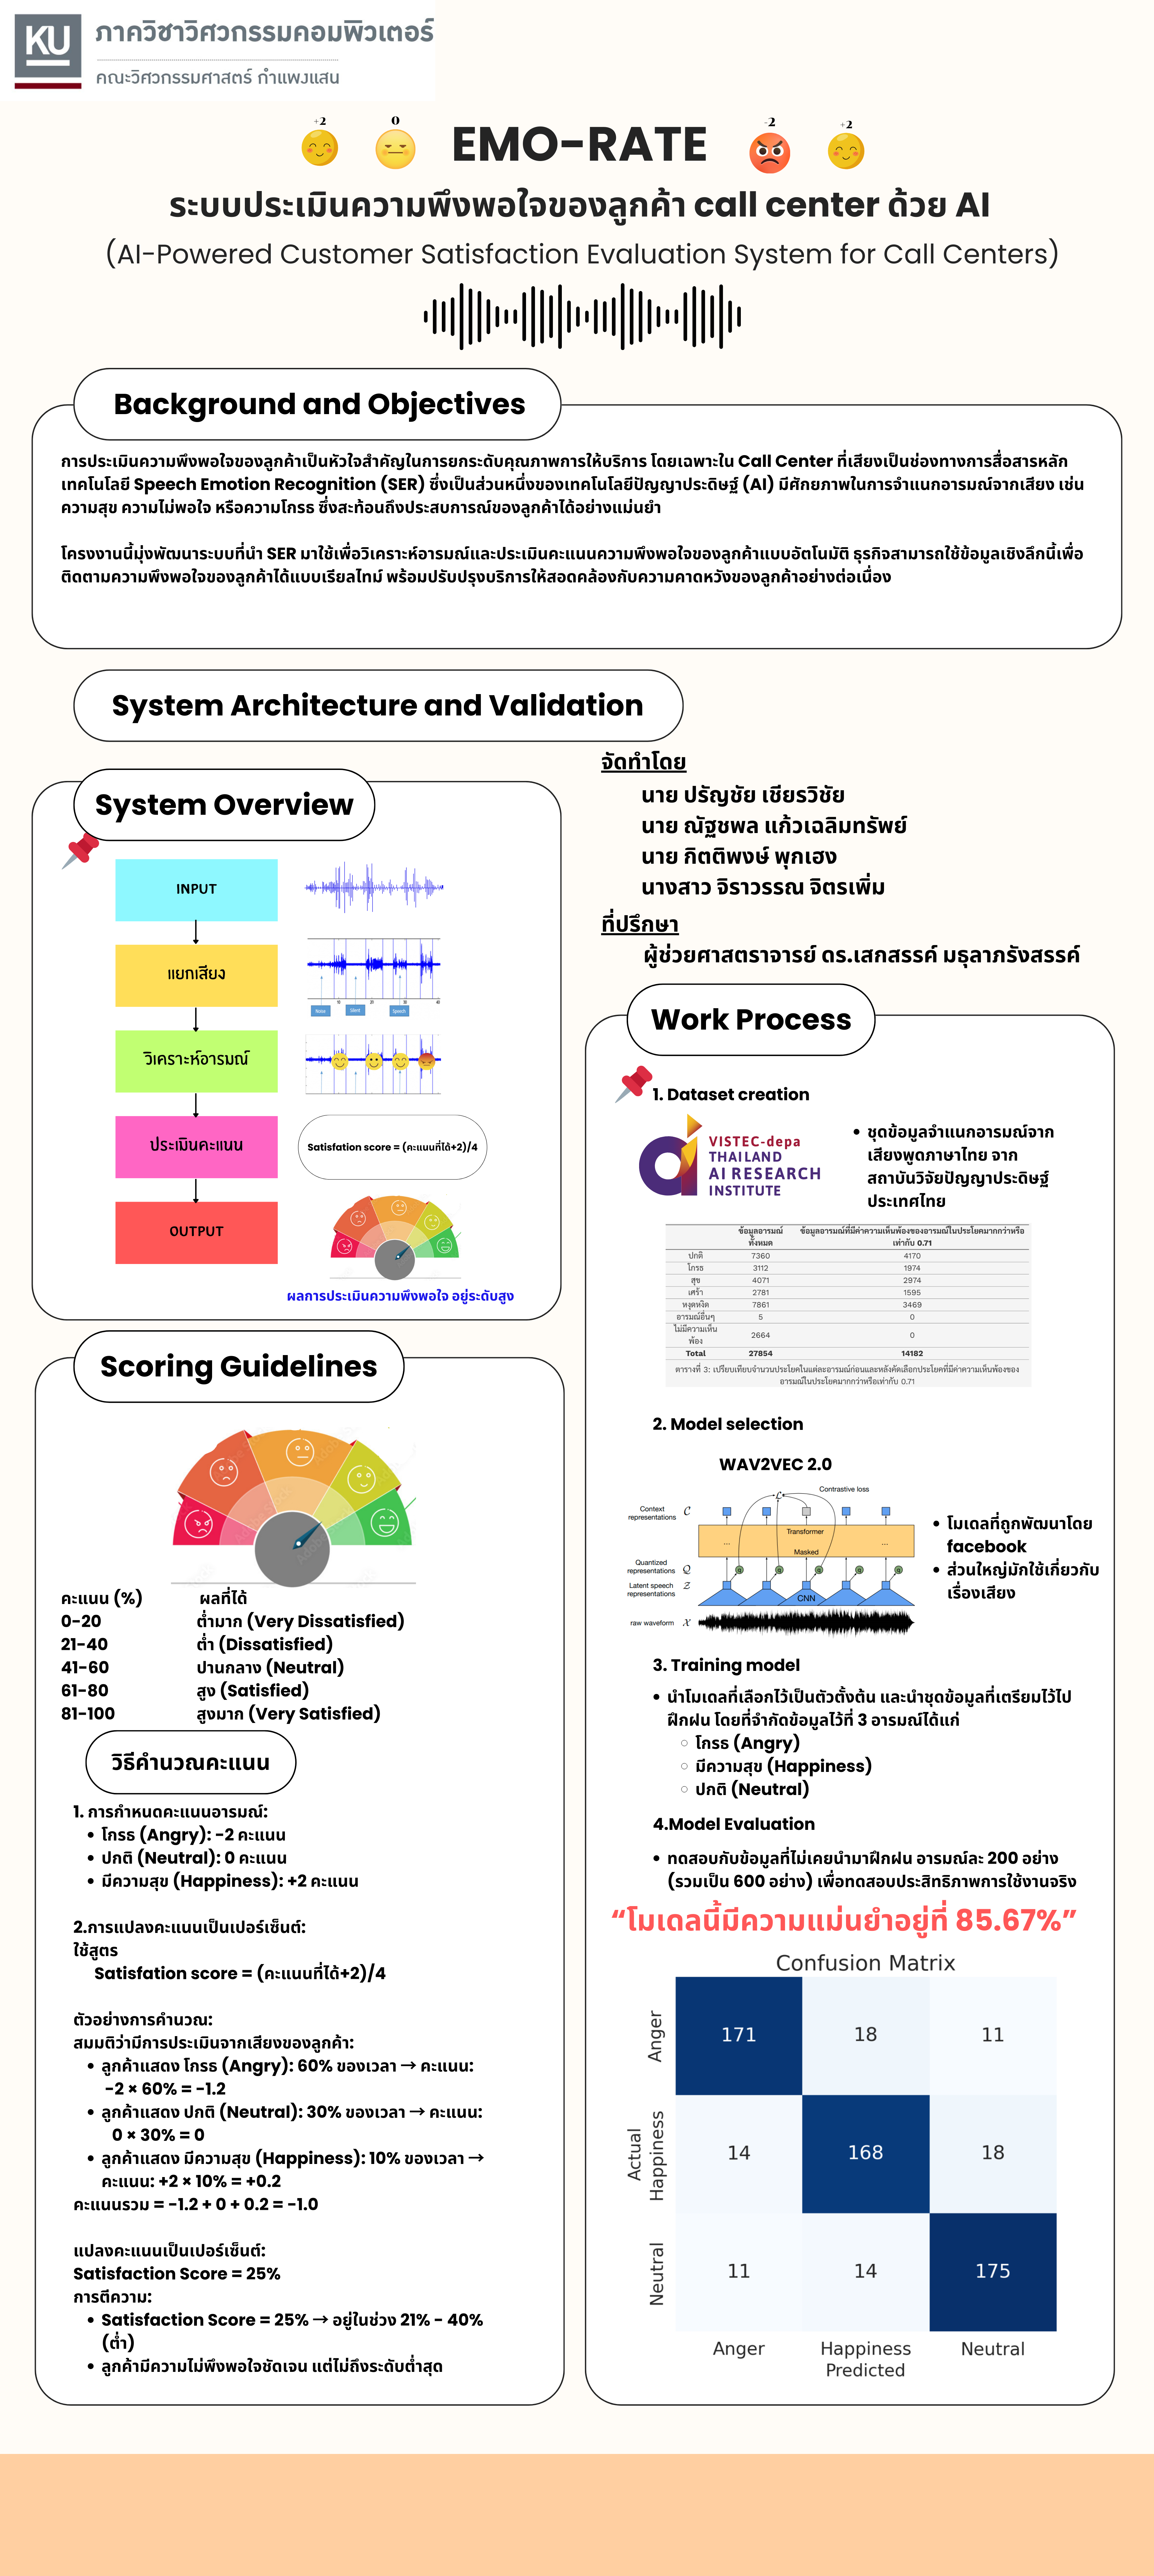 KU
ภาควิชาวิศวกรรมคอมพิวเตอร์
คณะวิศวกรรมศาสตร์ กำแพงแสน
+2
0
EMO-RATE
-2
+2
ระบบประเมินความพึงพอใจของลูกค้า call center ด้วย AI
(AI-Powered Customer Satisfaction Evaluation System for Call Centers)
Background and Objectives
การประเมินความพึงพอใจของลูกค้าเป็นหัวใจสำคัญในการยกระดับคุณภาพการให้บริการ โดยเฉพาะใน Call Center ที่เสียงเป็นช่องทางการสื่อสารหลัก
เทคโนโลยี Speech Emotion Recognition (SER) ซึ่งเป็นส่วนหนึ่งของเทคโนโลยีปัญญาประดิษฐ์ (AI) มีศักยภาพในการจำแนกอารมณ์จากเสียง เช่น
ความสุข ความไม่พอใจ หรือความโกรธ ซึ่งสะท้อนถึงประสบการณ์ของลูกค้าได้อย่างแม่นยำ
โครงงานนี้มุ่งพัฒนาระบบที่นำ SER มาใช้เพื่อวิเคราะห์อารมณ์และประเมินคะแนนความพึงพอใจของลูกค้าแบบอัตโนมัติ ธุรกิจสามารถใช้ข้อมูลเชิงลึกนี้เพื่อ
ติดตามความพึงพอใจของลูกค้าได้แบบเรียลไทม์ พร้อมปรับปรุงบริการให้สอดคล้องกับความคาดหวังของลูกค้าอย่างต่อเนื่อง
System Architecture and Validation
System Overview
INPUT
แยกเสียง
10 20 30 40
Noise Silent Speech
วิเคราะห์อารมณ์
ประเมินคะแนน
Satisfation score = (คะแนนที่ได้+2)/4
OUTPUT
ผลการประเมินความพึงพอใจ อยู่ระดับสูง
จัดทำโดย
นาย ปรัญชัย เชียรวิชัย
นาย ณัฐชพล แก้วเฉลิมทรัพย์
นาย กิตติพงษ์ พุกเฮง
นางสาว จิราวรรณ จิตรเพิ่ม
ที่ปรึกษา
ผู้ช่วยศาสตราจารย์ ดร.เสกสรรค์ มธุลาภรังสรรค์
Scoring Guidelines
คะแนน (%) ผลที่ได้
0-20 ต่ำมาก (Very Dissatisfied)
21-40 ต่ำ (Dissatisfied)
41-60 ปานกลาง (Neutral)
61-80 สูง (Satisfied)
81-100 สูงมาก (Very Satisfied)
วิธีคำนวณคะแนน
1. การกำหนดคะแนนอารมณ์:
• โกรธ (Angry): -2 คะแนน
• ปกติ (Neutral): 0 คะแนน
• มีความสุข (Happiness): +2 คะแนน
2.การแปลงคะแนนเป็นเปอร์เซ็นต์:
ใช้สูตร
Satisfation score = (คะแนนที่ได้+2)/4
ตัวอย่างการคำนวณ:
สมมติว่ามีการประเมินจากเสียงของลูกค้า:
• ลูกค้าแสดง โกรธ (Angry): 60% ของเวลา → คะแนน:
-2 × 60% = -1.2
• ลูกค้าแสดง ปกติ (Neutral): 30% ของเวลา → คะแนน:
0 × 30% = 0
• ลูกค้าแสดง มีความสุข (Happiness): 10% ของเวลา →
คะแนน: +2 × 10% = +0.2
คะแนนรวม = -1.2 + 0 + 0.2 = -1.0
แปลงคะแนนเป็นเปอร์เซ็นต์:
Satisfaction Score = 25%
การตีความ:
• Satisfaction Score = 25% → อยู่ในช่วง 21% - 40%
(ต่ำ)
• ลูกค้ามีความไม่พึงพอใจชัดเจน แต่ไม่ถึงระดับต่ำสุด
Work Process
1. Dataset creation
VISTEC-depa
THAILAND
AI RESEARCH
INSTITUTE
• ชุดข้อมูลจำแนกอารมณ์จาก
เสียงพูดภาษาไทย จาก
สถาบันวิจัยปัญญาประดิษฐ์
ประเทศไทย
ข้อมูลอารมณ์ ข้อมูลอารมณ์ที่มีค่าความเห็นพ้องของอารมณ์ในประโยคมากกว่าหรือ
ทั้งหมด เท่ากับ 0.71
ปกติ 7360 4170
โกรธ 3112 1974
สุข 4071 2974
เศร้า 2781 1595
หงุดหงิด 7861 3469
อารมณ์อื่นๆ 5 0
ไม่มีความเห็น
พ้อง 2664 0
Total 27854 14182
ตารางที่ 3: เปรียบเทียบจำนวนประโยคในแต่ละอารมณ์ก่อนและหลังคัดเลือกประโยคที่มีค่าความเห็นพ้องของ
อารมณ์ในประโยคมากกว่าหรือเท่ากับ 0.71
2. Model selection
WAV2VEC 2.0
Contrastive loss
L
Context
representations C
Transformer
... ...
Masked
Quantized
representations Q
q q q q q
Latent speech
representations Z
CNN
raw waveform X
• โมเดลที่ถูกพัฒนาโดย
facebook
• ส่วนใหญ่มักใช้เกี่ยวกับ
เรื่องเสียง
3. Training model
• นำโมเดลที่เลือกไว้เป็นตัวตั้งต้น และนำชุดข้อมูลที่เตรียมไว้ไป
ฝึกฝน โดยที่จำกัดข้อมูลไว้ที่ 3 อารมณ์ได้แก่
○ โกรธ (Angry)
○ มีความสุข (Happiness)
○ ปกติ (Neutral)
4.Model Evaluation
• ทดสอบกับข้อมูลที่ไม่เคยนำมาฝึกฝน อารมณ์ละ 200 อย่าง
(รวมเป็น 600 อย่าง) เพื่อทดสอบประสิทธิภาพการใช้งานจริง
“โมเดลนี้มีความแม่นยำอยู่ที่ 85.67%”
Confusion Matrix
Anger 171 18 11
Actual
Happiness 14 168 18
Neutral 11 14 175
Anger Happiness Neutral
Predicted